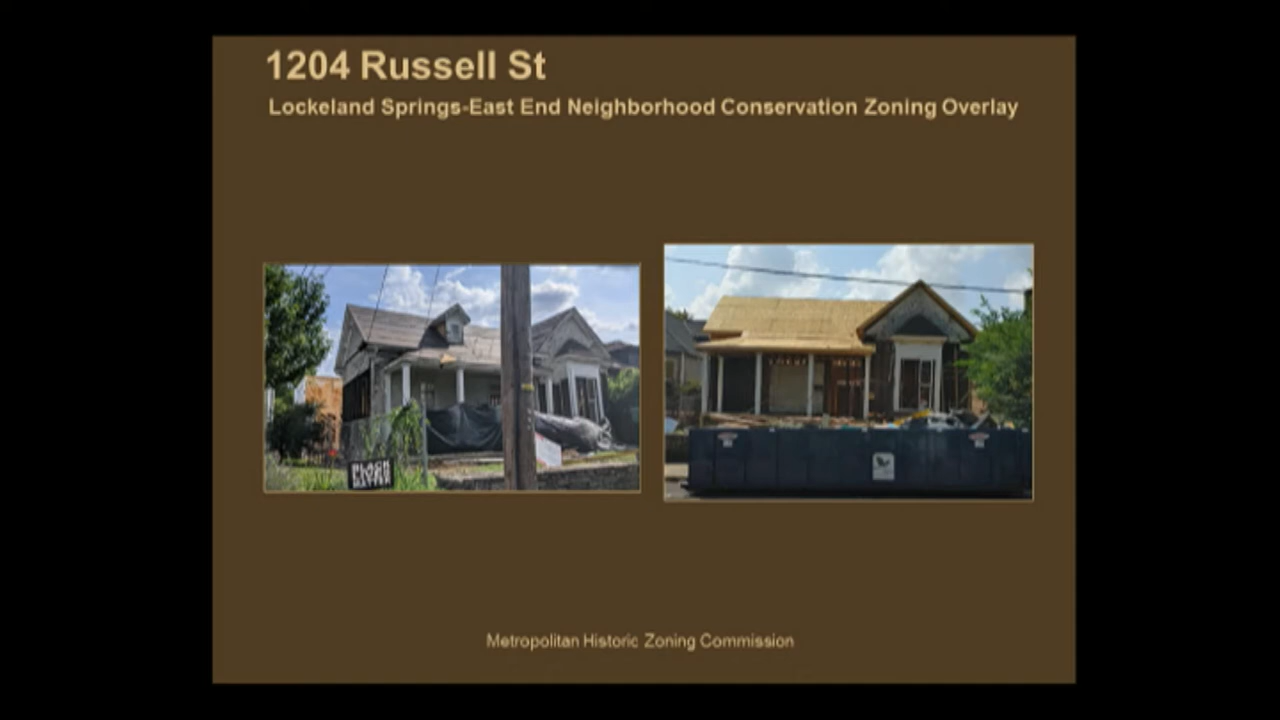 1204 Russell St
Lockeland Springs-East End Neighborhood Conservation Zoning Overlay
Metropolitan Historic Zoning Commission